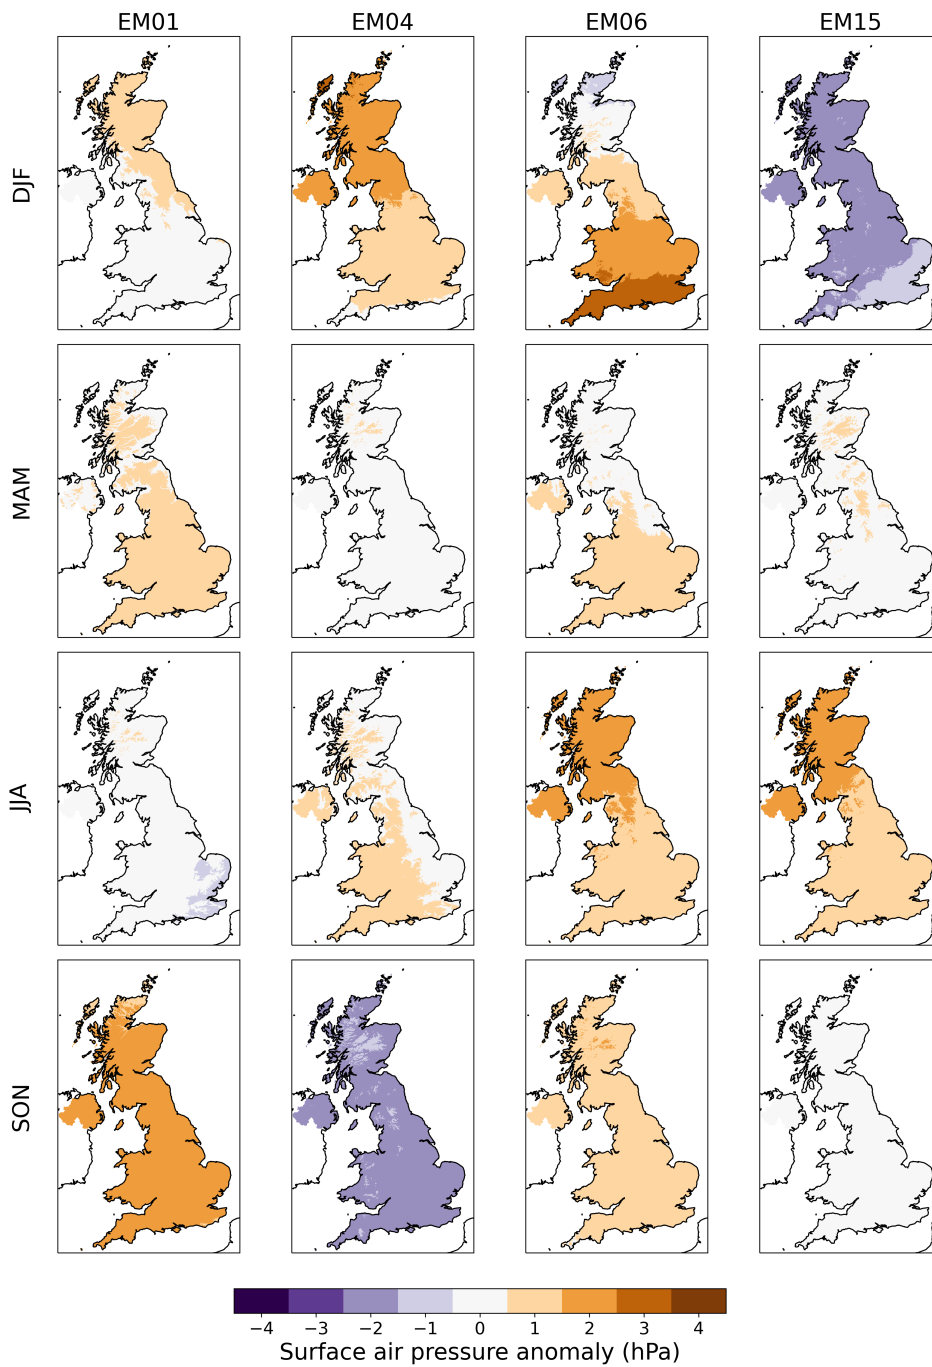 EM01 EM04 EM06 EM15
DJF
MAM
JJA
SON
−4 −3 −2 −1 0 1 2 3 4
Surface air pressure anomaly (hPa)